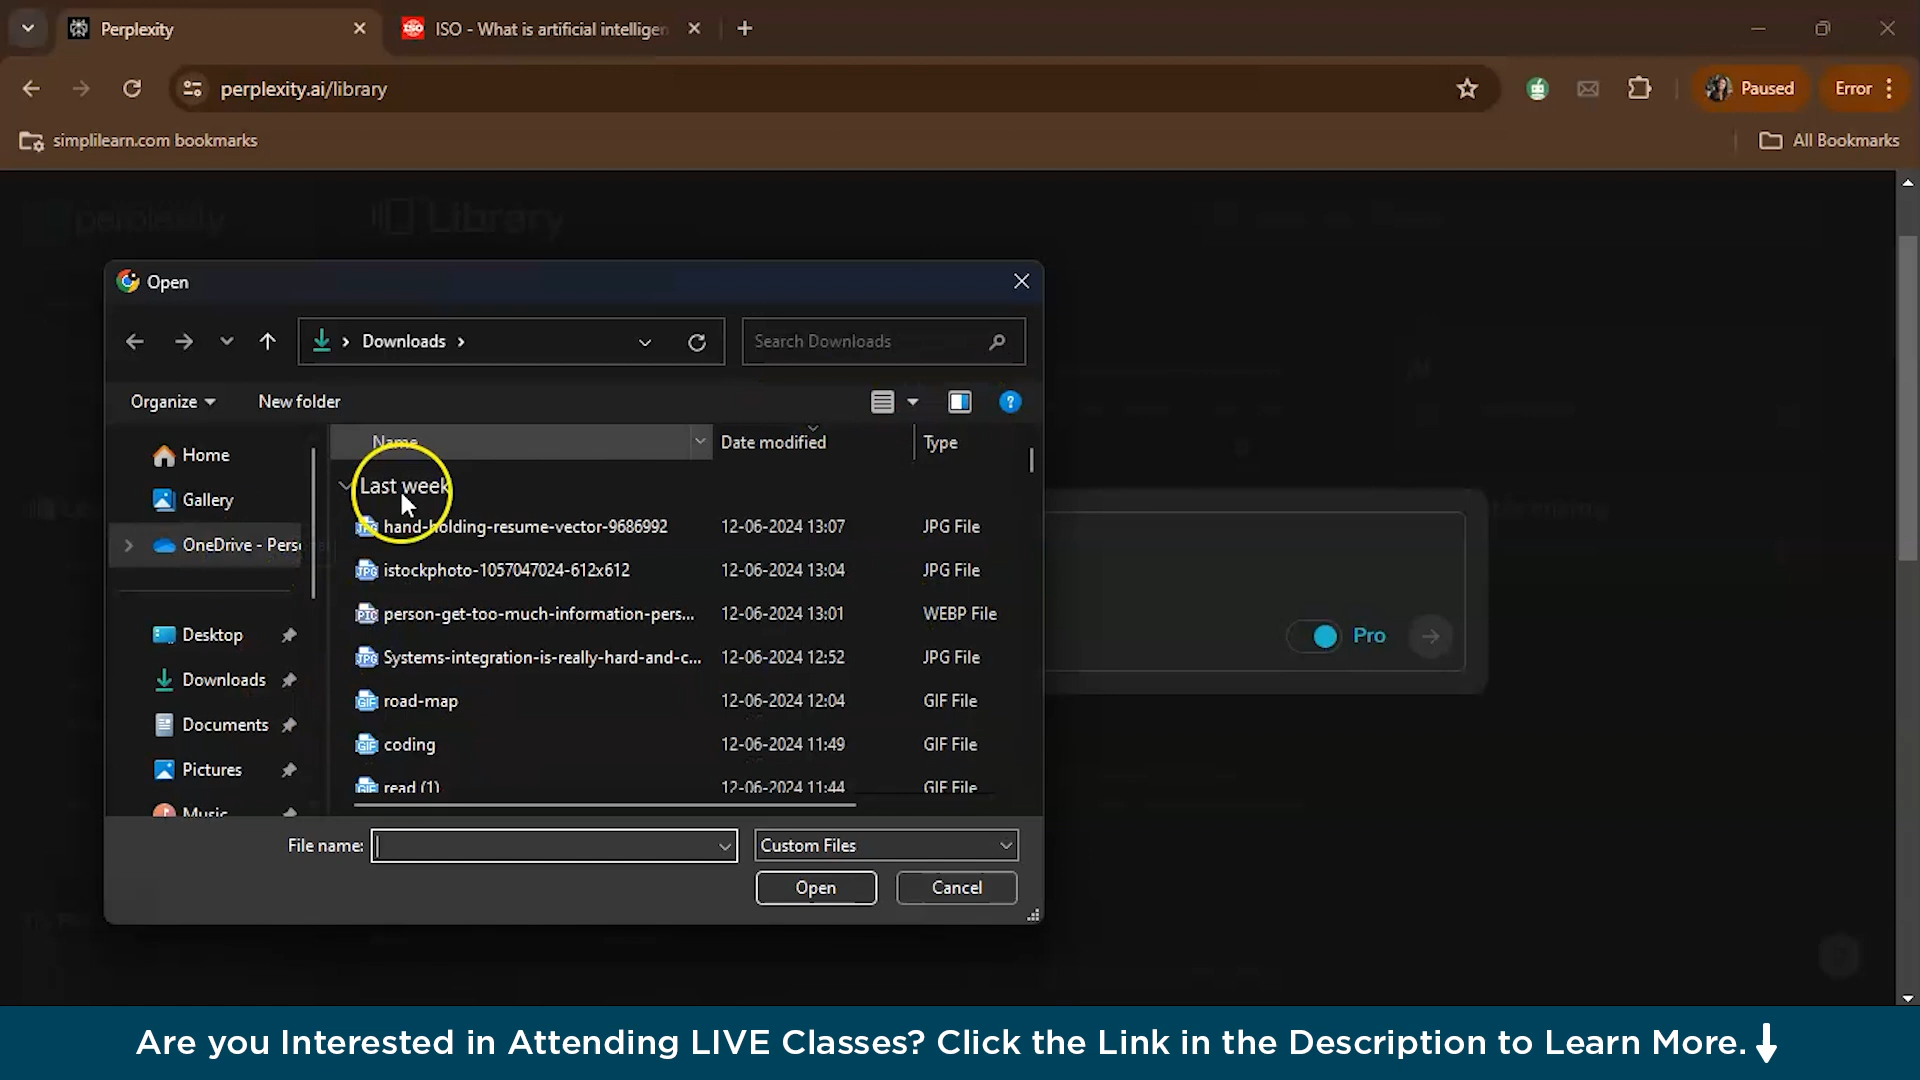 Perplexity
ISO - What is artificial intelligen
perplexity.ai/library
Paused
Error
simplilearn.com bookmarks
All Bookmarks
perplexity
Library
Open
Downloads
Search Downloads
Organize
New folder
Name
Date modified
Type
Home
Gallery
OneDrive - Pers
Desktop
Downloads
Documents
Pictures
Music
Last week
hand-holding-resume-vector-9686992 12-06-2024 13:07 JPG File
istockphoto-1057047024-612x612 12-06-2024 13:04 JPG File
person-get-too-much-information-pers... 12-06-2024 13:01 WEBP File
Systems-integration-is-really-hard-and-c... 12-06-2024 12:52 JPG File
road-map 12-06-2024 12:04 GIF File
coding 12-06-2024 11:49 GIF File
read (1) 12-06-2024 11:44 GIF File
Pro
File name:
Custom Files
Open
Cancel
Are you Interested in Attending LIVE Classes? Click the Link in the Description to Learn More.